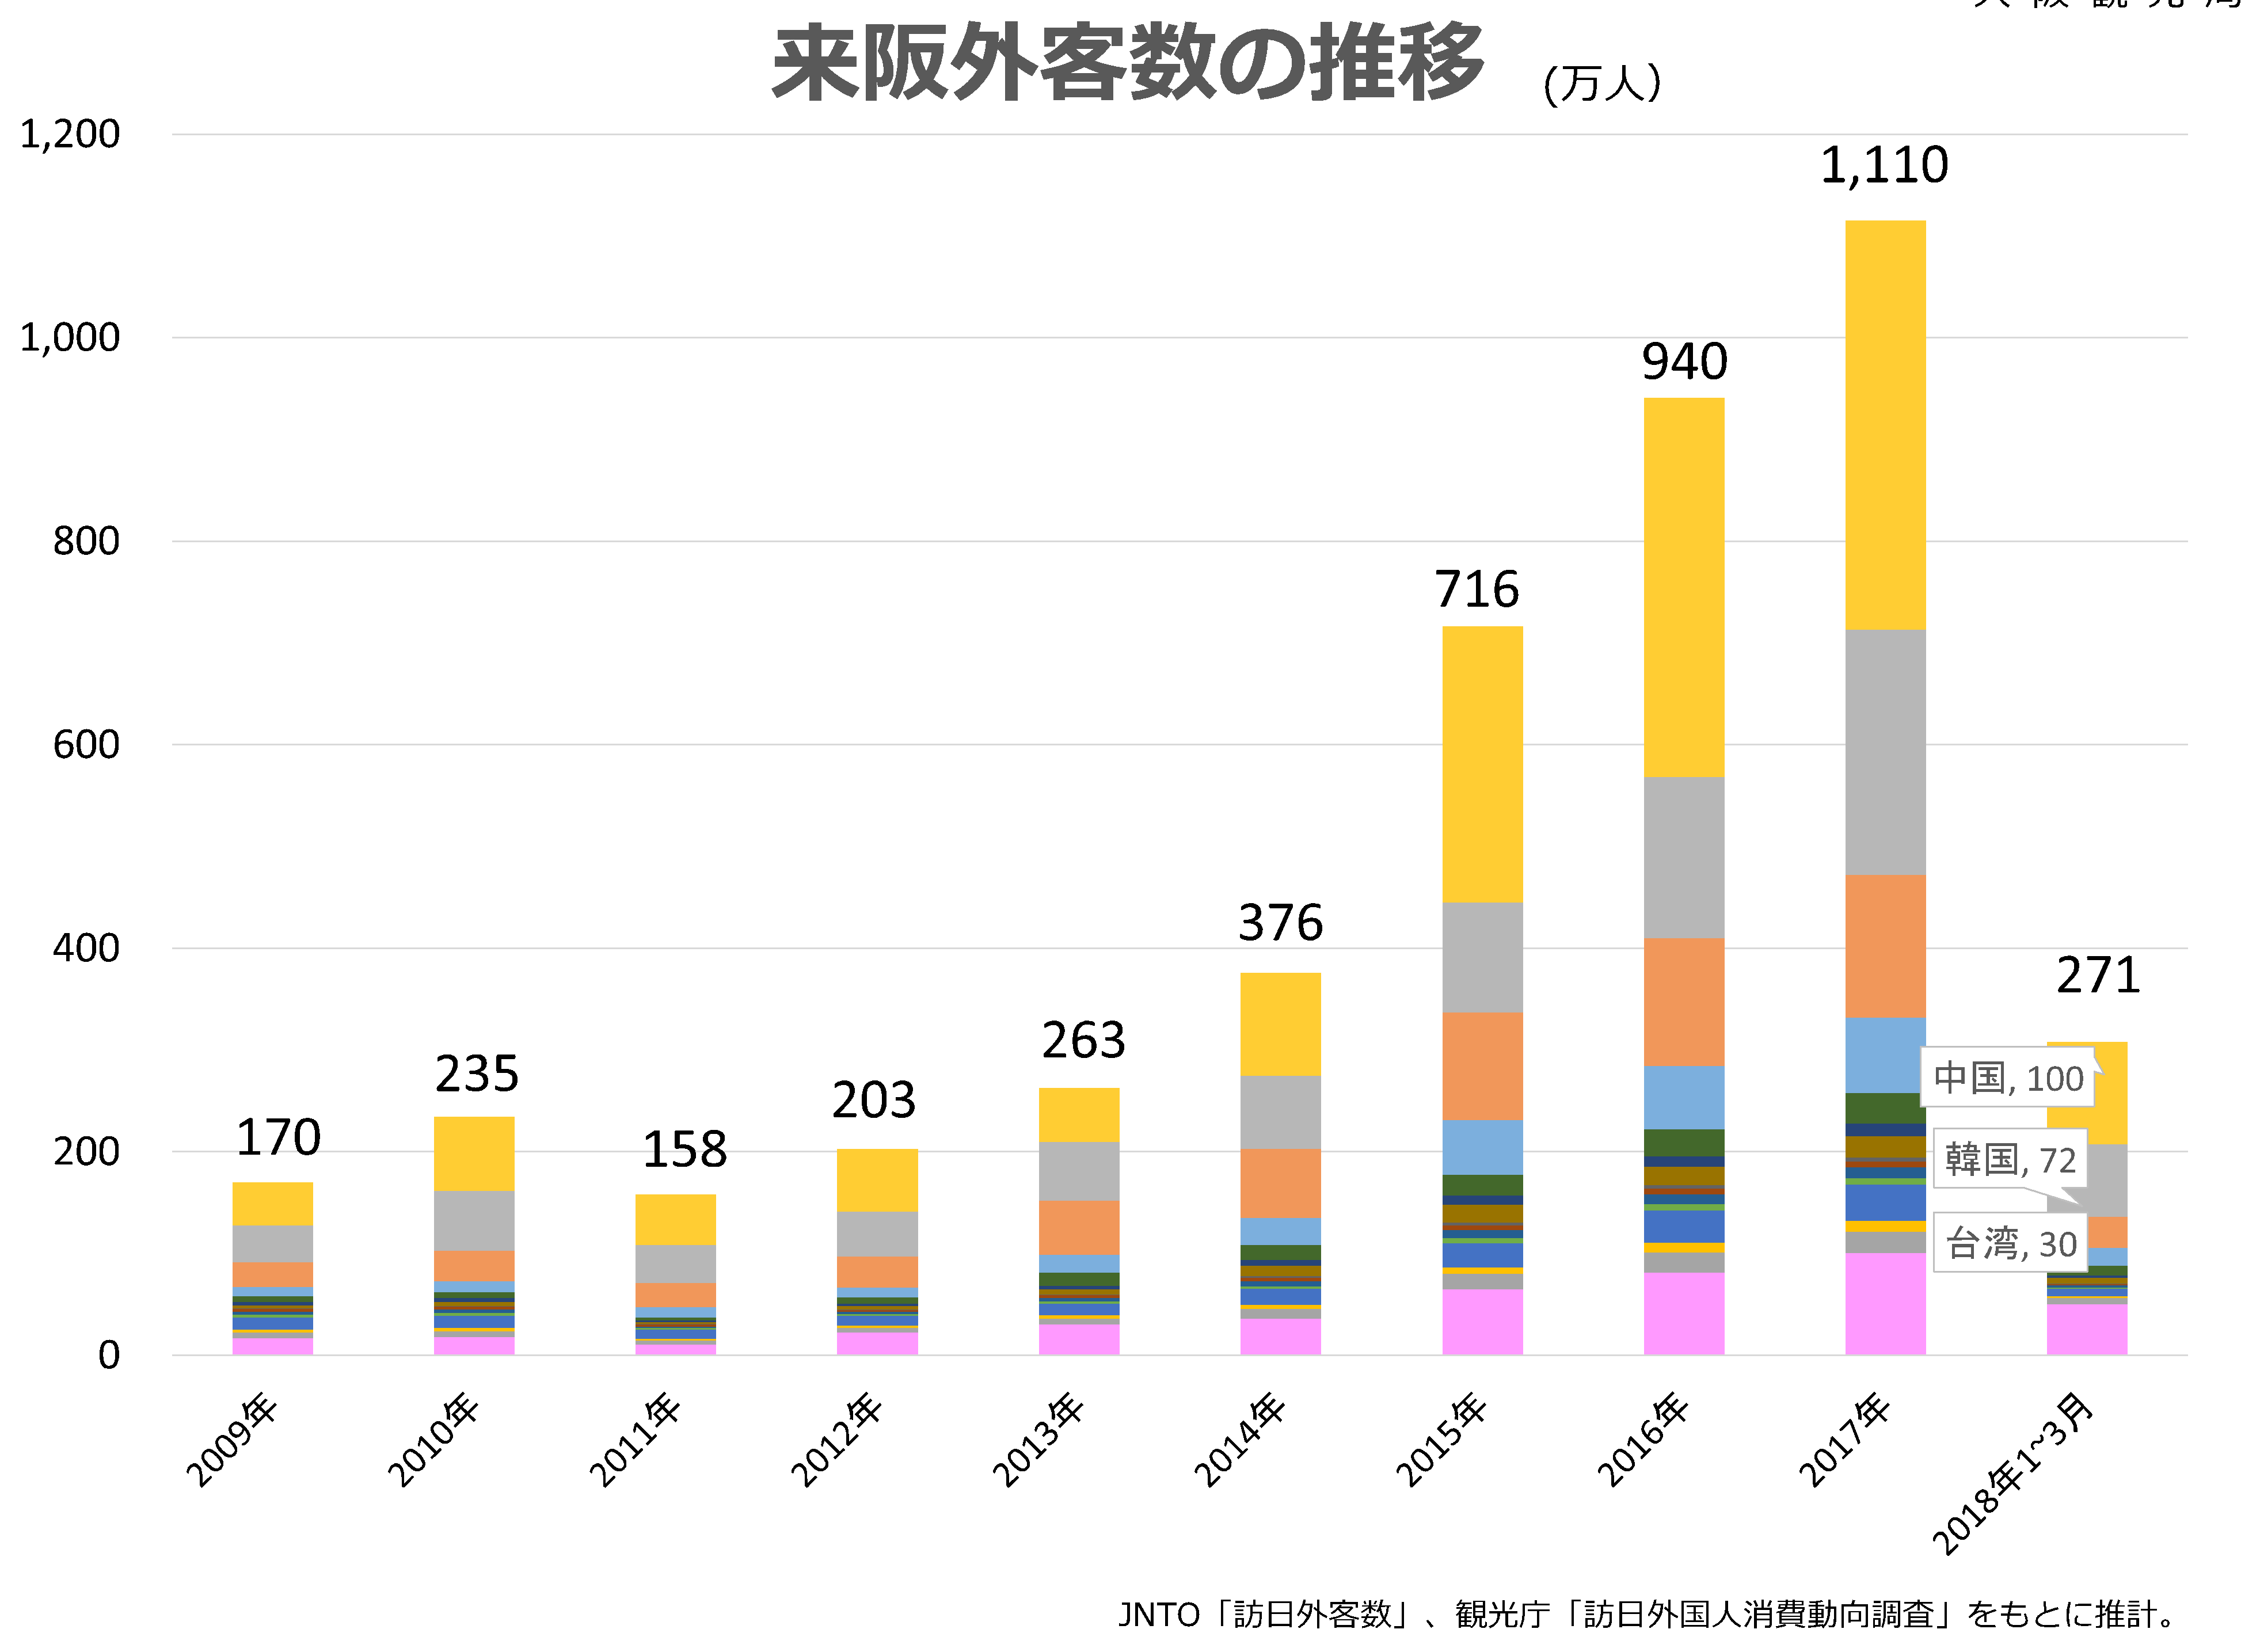 来阪外客数の推移 (万人)
1,200
1,000
800
600
400
200
0
170
235
158
203
263
376
716
940
1,110
271
中国, 100
韓国, 72
台湾, 30
2009年
2010年
2011年
2012年
2013年
2014年
2015年
2016年
2017年
2018年1~3月
JNTO「訪日外客数」、観光庁「訪日外国人消費動向調査」をもとに推計。